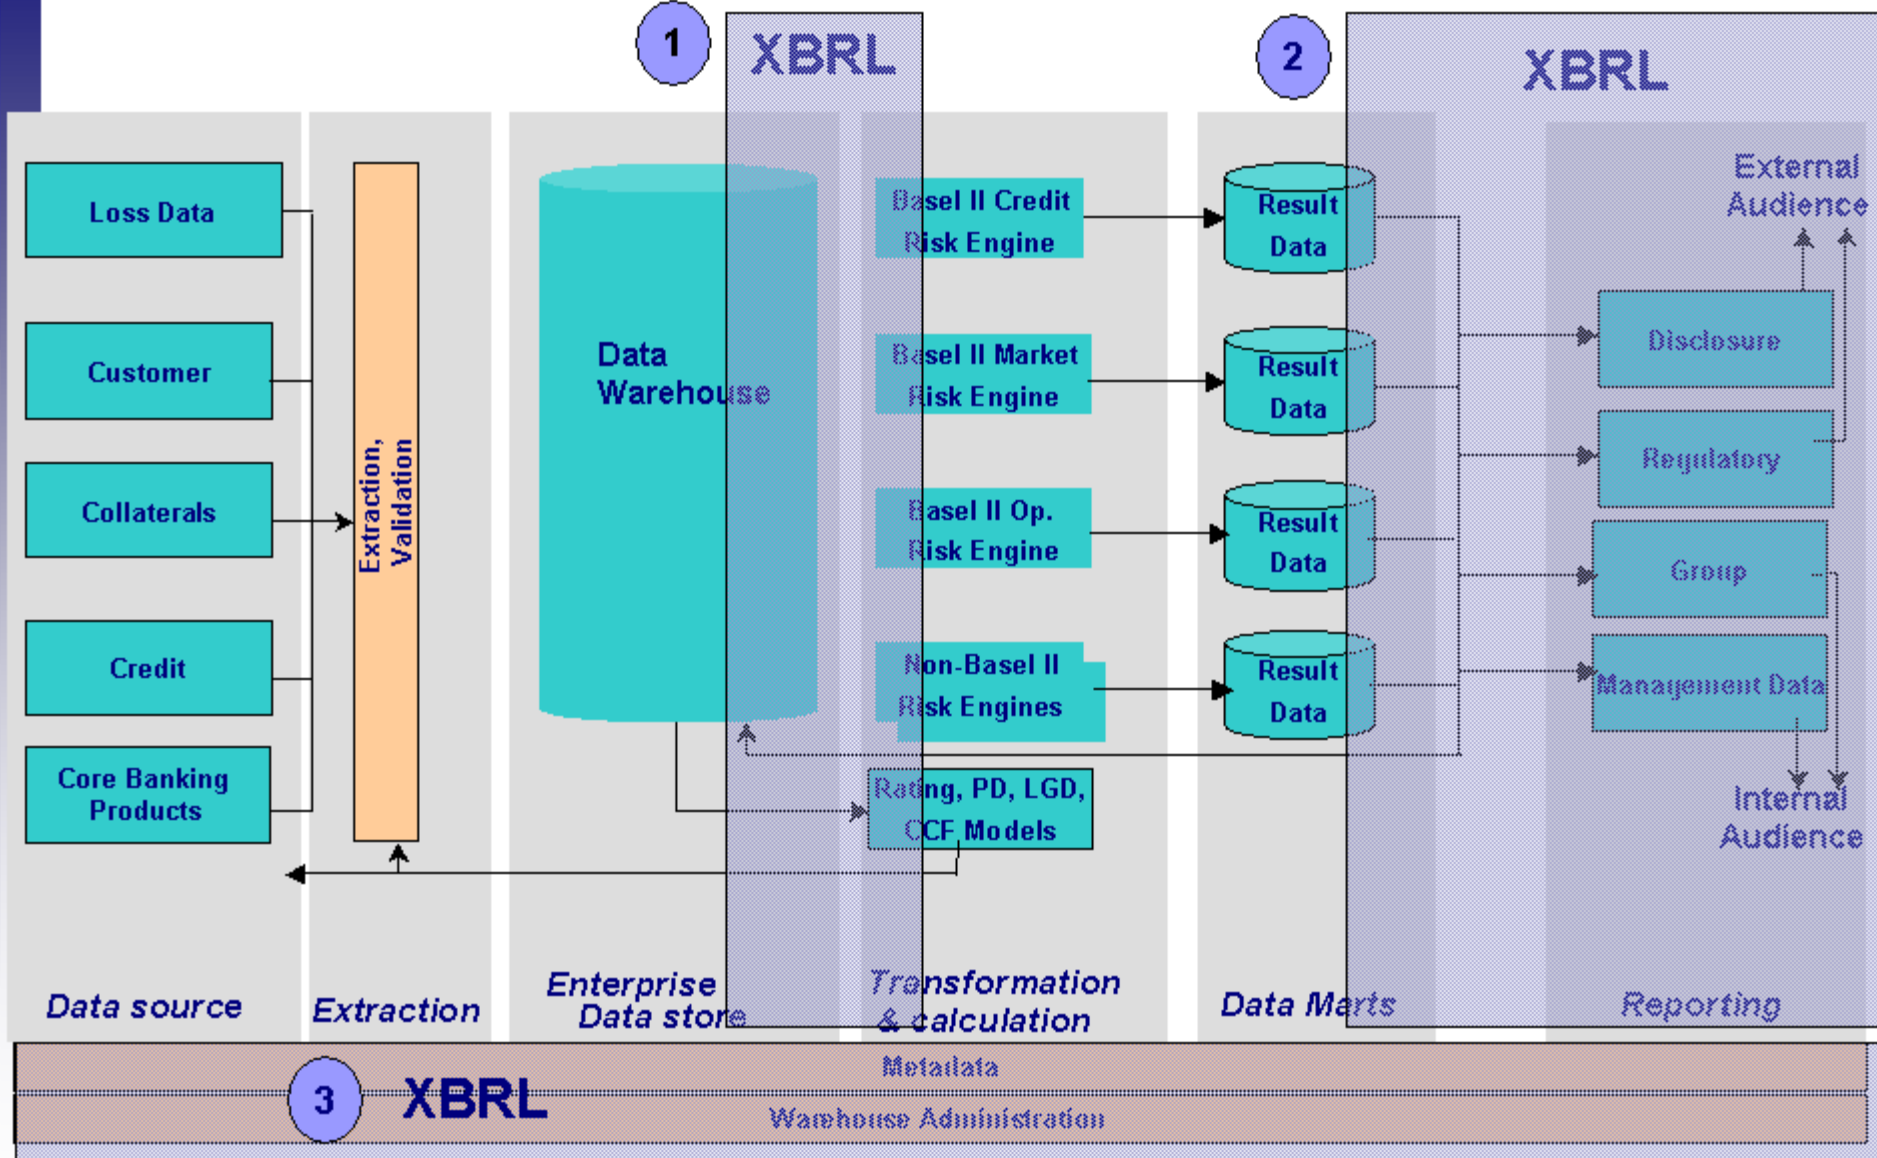 1
XBRL
2
XBRL
Loss Data
Customer
Collaterals
Credit
Core Banking
Products
Extraction,
Validation
Data
Warehouse
Basel II Credit
Risk Engine
Basel II Market
Risk Engine
Basel II Op.
Risk Engine
Non-Basel II
Risk Engines
Rating, PD, LGD,
CCF Models
Result
Data
Result
Data
Result
Data
Result
Data
External
Audience
Disclosure
Regulatory
Group
Management Data
Internal
Audience
Data source
Extraction
Enterprise
Data store
Transformation
& calculation
Data Marts
Reporting
Metadata
3
XBRL
Warehouse Administration